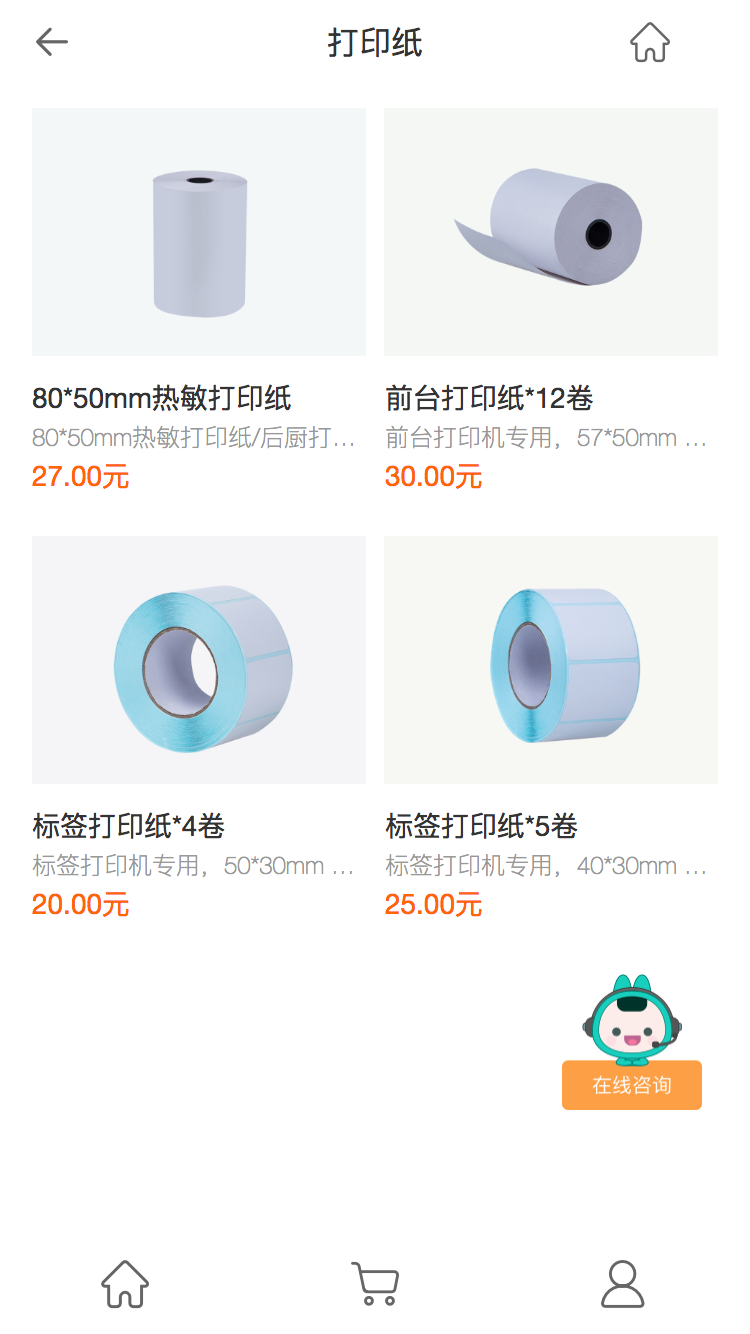 打印纸
80*50mm热敏打印纸
80*50mm热敏打印纸/后厨打...
27.00元
前台打印纸*12卷
前台打印机专用，57*50mm ...
30.00元
标签打印纸*4卷
标签打印机专用，50*30mm ...
20.00元
标签打印纸*5卷
标签打印机专用，40*30mm ...
25.00元
在线咨询